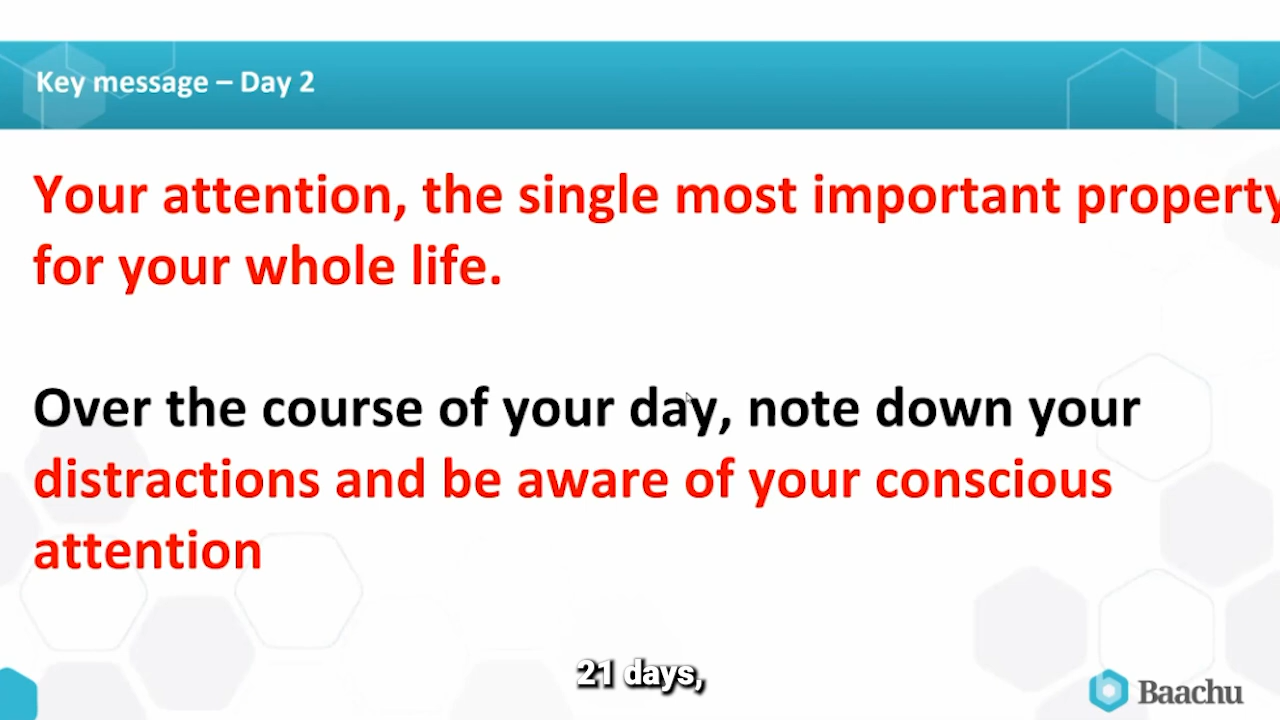 Key message – Day 2
Your attention, the single most important property
for your whole life.
Over the course of your day, note down your
distractions and be aware of your conscious
attention
21 days,
Baachu